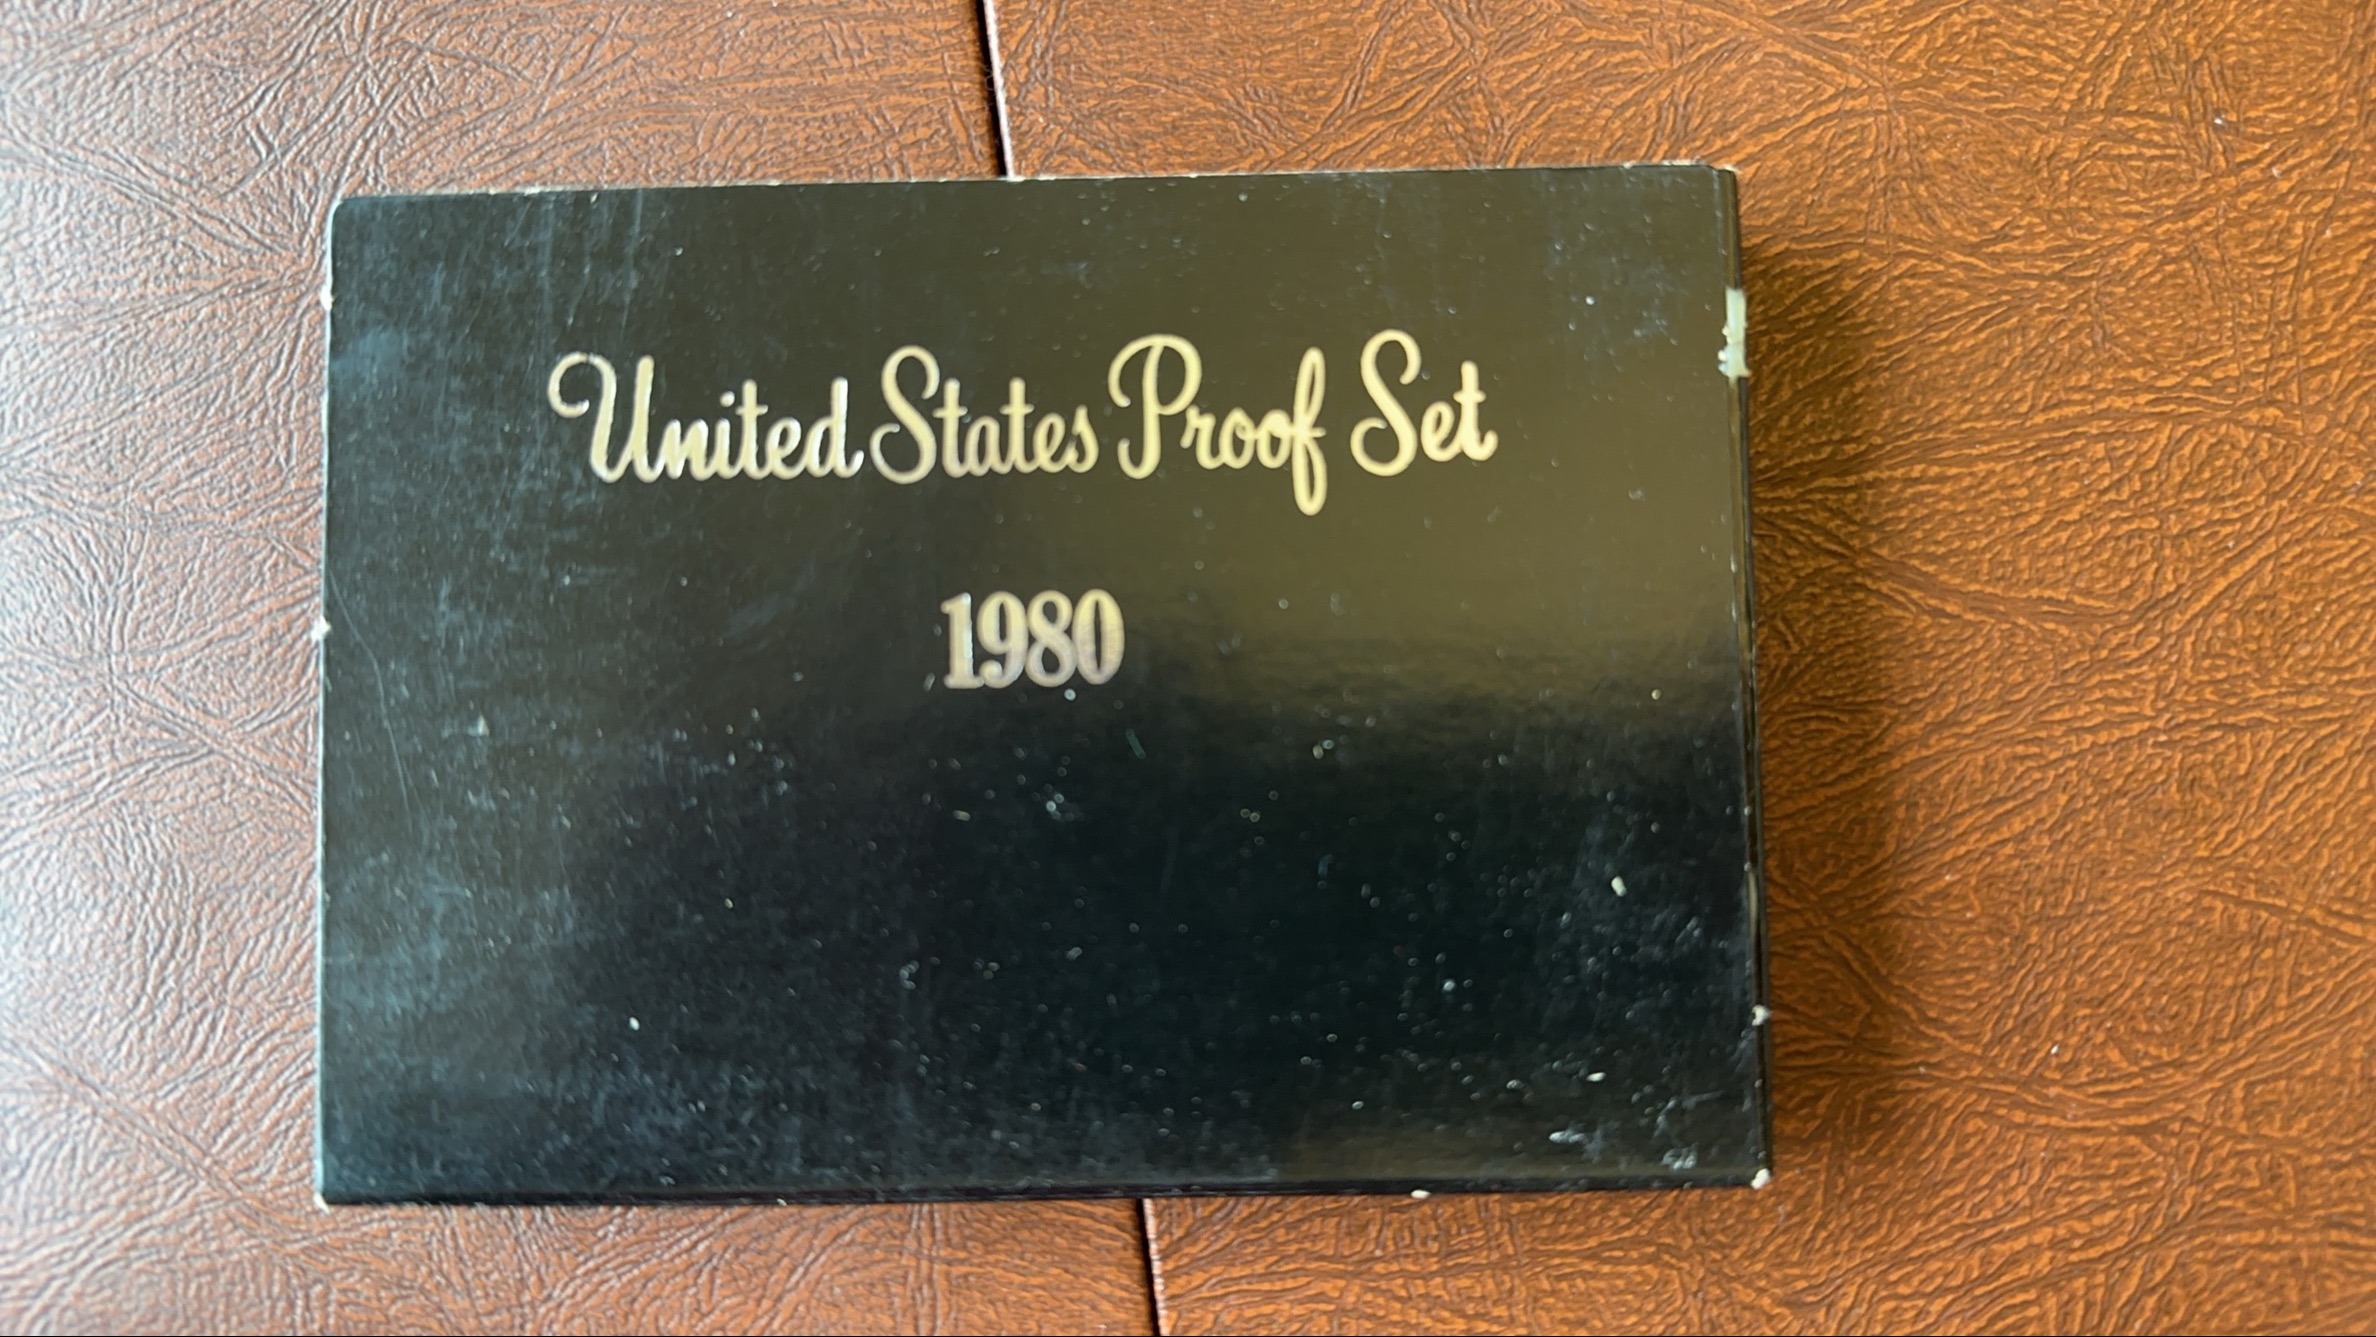 United States Proof Set
1980